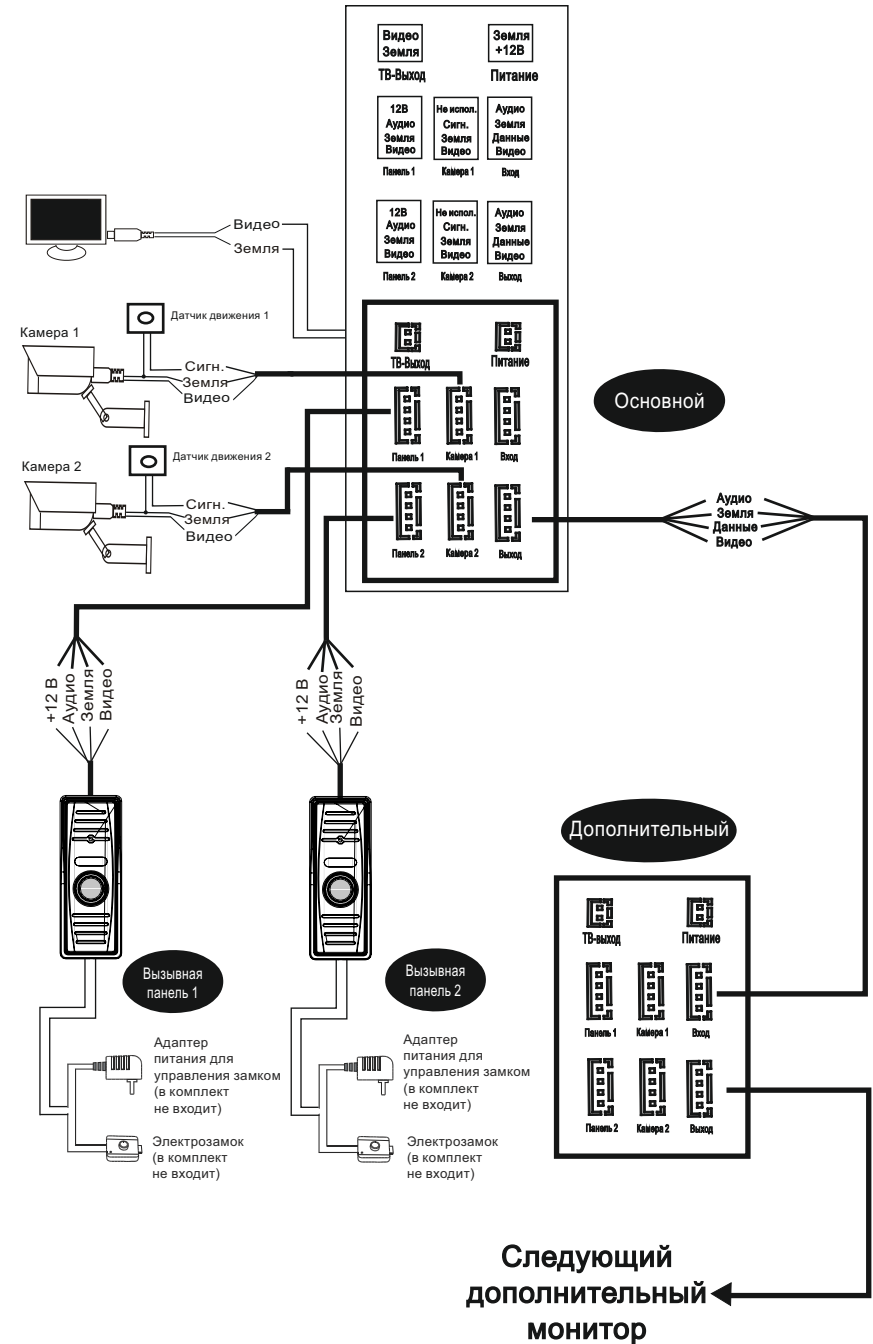 Видео
Земля
ТВ-Выход
Земля
+12В
Питание
12В
Аудио
Земля
Видео
Панель 1
Не испол.
Сигн.
Земля
Видео
Камера 1
Аудио
Земля
Данные
Видео
Вход
12В
Аудио
Земля
Видео
Панель 2
Не испол.
Сигн.
Земля
Видео
Камера 2
Аудио
Земля
Данные
Видео
Выход
Видео
Земля
Датчик движения 1
Камера 1
Сигн.
Земля
Видео
Датчик движения 2
Камера 2
Сигн.
Земля
Видео
ТВ-Выход
Питание
Панель 1
Камера 1
Вход
Панель 2
Камера 2
Выход
Основной
Аудио
Земля
Данные
Видео
+12 В
Аудио
Земля
Видео
+12 В
Аудио
Земля
Видео
Вызывная
панель 1
Адаптер
питания для
управления замком
(в комплект
не входит)
Электрозамок
(в комплект
не входит)
Вызывная
панель 2
Адаптер
питания для
управления замком
(в комплект
не входит)
Электрозамок
(в комплект
не входит)
Дополнительный
ТВ-выход
Питание
Панель 1
Камера 1
Вход
Панель 2
Камера 2
Выход
Следующий
дополнительный
монитор